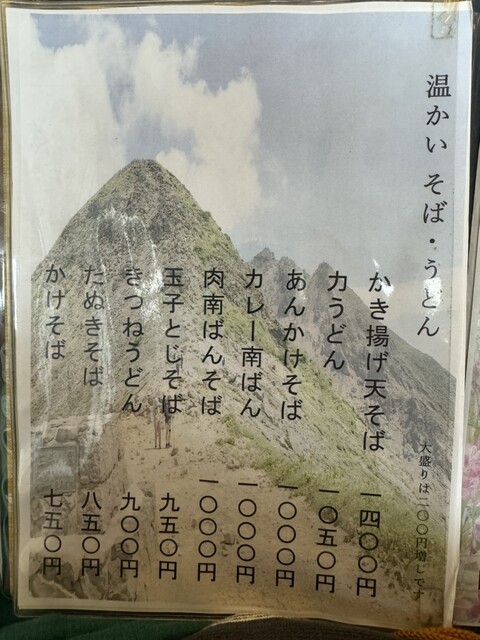 温かい そば・うどん
大盛りは二〇〇円増しです
かき揚げ天そば 一四〇〇円
力うどん 一〇五〇円
あんかけそば 一〇〇〇円
カレー南ばん 一〇〇〇円
肉南ばんそば 一〇〇〇円
玉子とじそば 九五〇円
きつねうどん 九〇〇円
たぬきそば 八五〇円
かけそば 七五〇円